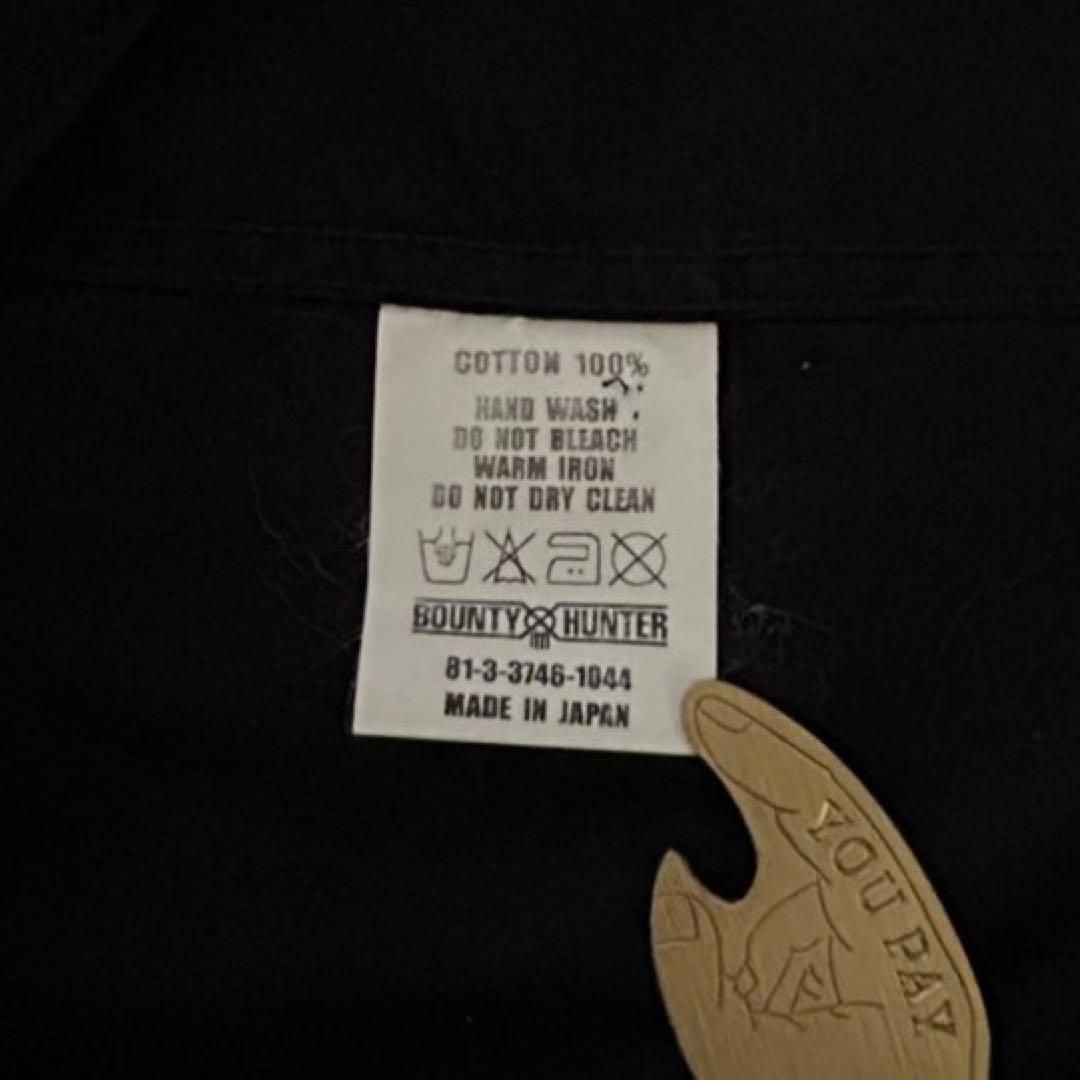 COTTON 100%
HAND WASH
DO NOT BLEACH
WARM IRON
DO NOT DRY CLEAN
BOUNTY HUNTER
81-3-3746-1044
MADE IN JAPAN
YOU PAY